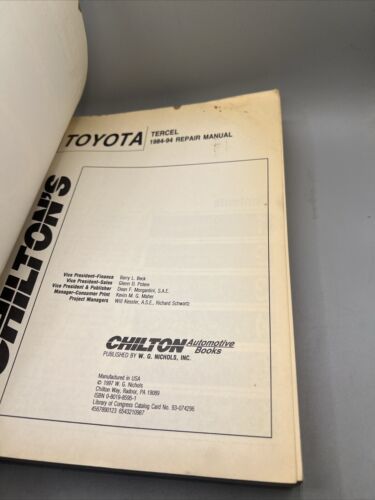 TOYOTA
TERCEL
1984-94 REPAIR MANUAL
CHILTON'S
Vice President-Finance Barry L. Beck
Vice President-Sales Glenn D. Potere
Vice President & Publisher Dean F. Morgantini, S.A.E.
Manager-Consumer Print Kevin M. G. Maher
Project Managers Will Kessler, A.S.E., Richard Schwartz
CHILTON Automotive Books
PUBLISHED BY W. G. NICHOLS, INC.
Manufactured in USA
© 1997 W. G. Nichols
Chilton Way, Radnor, PA 19089
ISBN 0-8019-8595-1
Library of Congress Catalog Card No. 93-074296
4567890123 6543210987